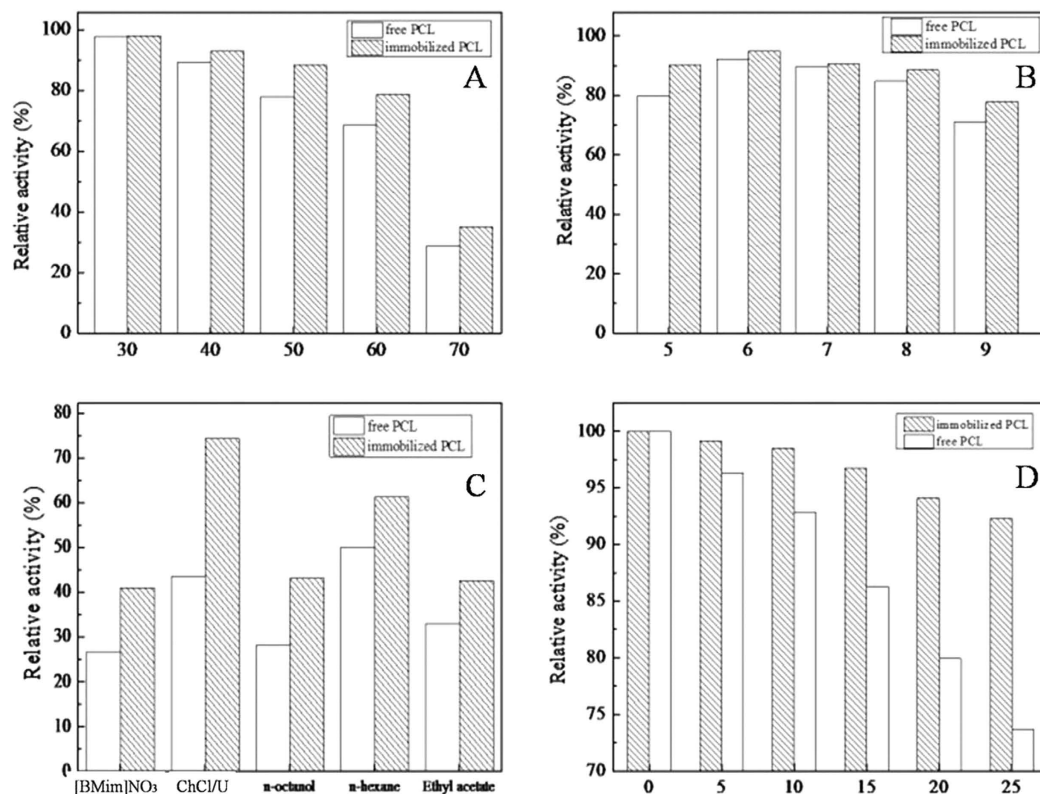 100
80
60
40
20
0
Relative activity (%)
free PCL
immobilized PCL
A
30 40 50 60 70
100
80
60
40
20
0
Relative activity (%)
free PCL
immobilized PCL
B
5 6 7 8 9
80
70
60
50
40
30
20
10
0
Relative activity (%)
free PCL
immobilized PCL
C
[BMim]NO₃ ChCl/U n-octanol n-hexane Ethyl acetate
100
95
90
85
80
75
70
Relative activity (%)
immobilized PCL
free PCL
D
0 5 10 15 20 25